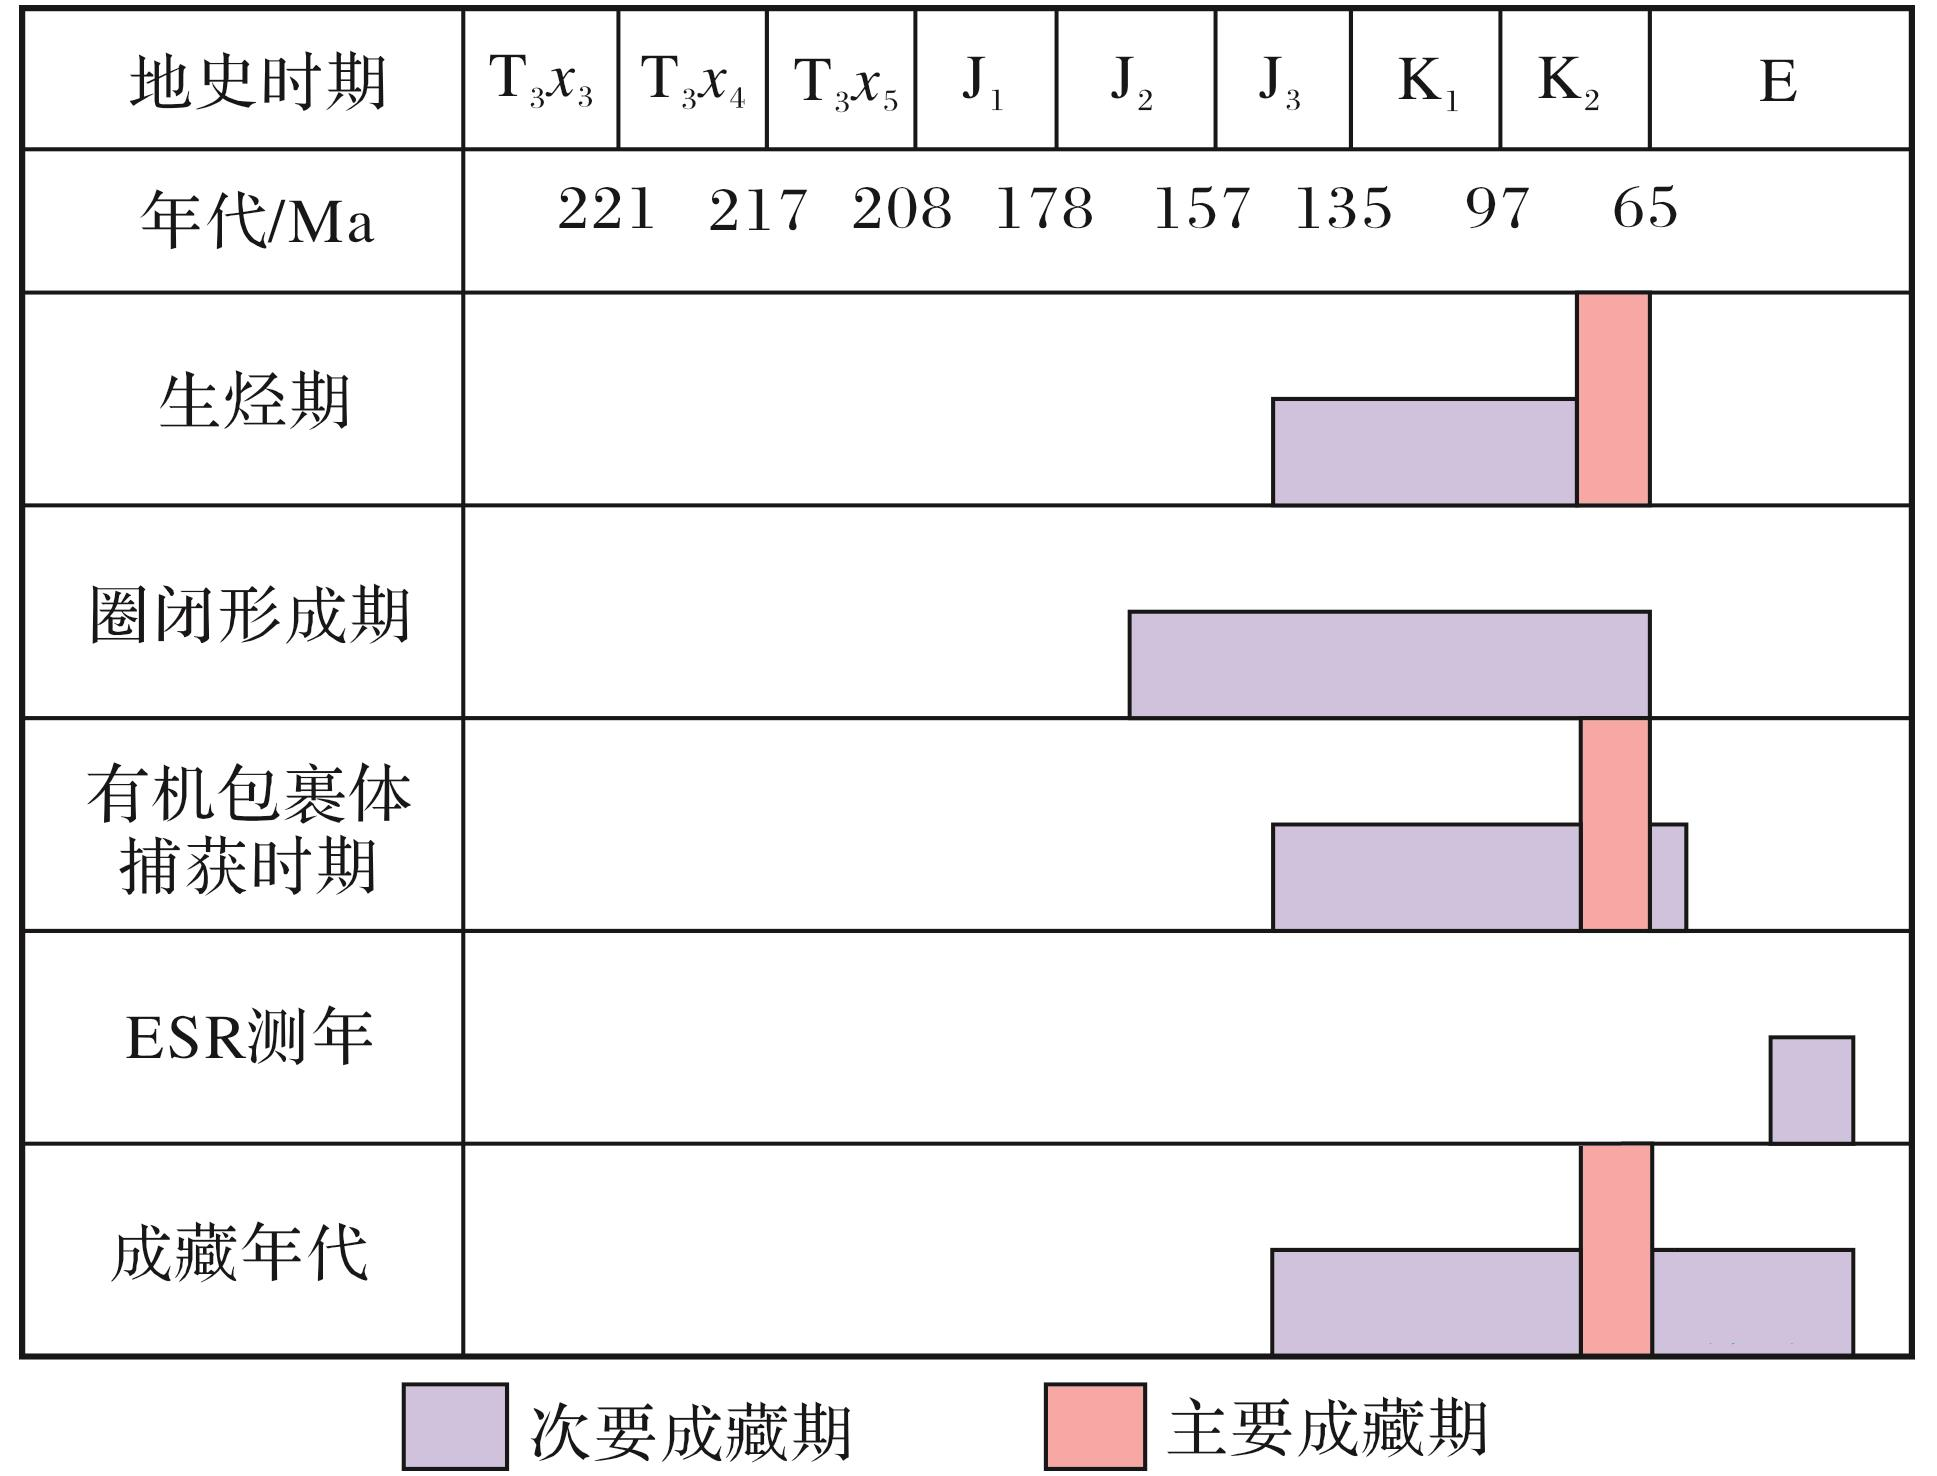 地史时期 T₃x₃ T₃x₄ T₃x₅ J₁ J₂ J₃ K₁ K₂ E
年代/Ma 221 217 208 178 157 135 97 65
生烃期
圈闭形成期
有机包裹体
捕获时期
ESR测年
成藏年代
次要成藏期 主要成藏期